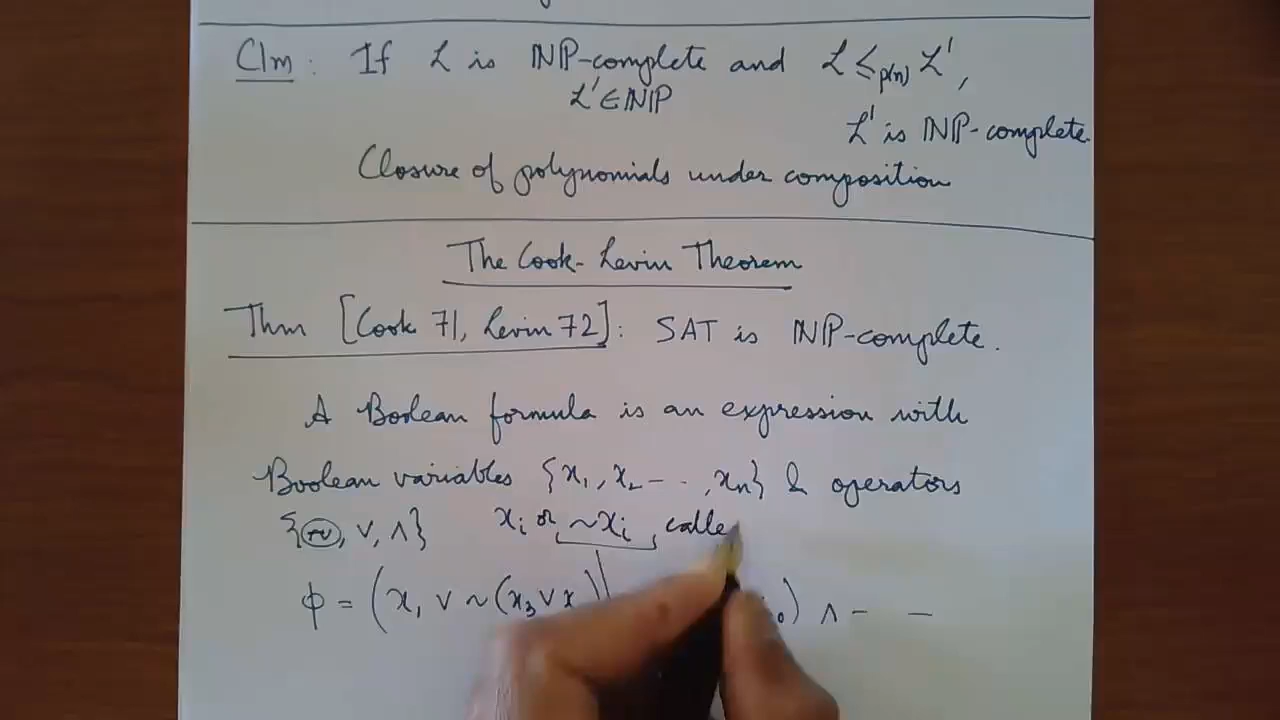 Clm: If L is NP-complete and L ≤p(n) L',
L' ∈ NP
L' is NP-complete.
Closure of polynomials under composition
The Cook-Levin Theorem
Thm [Cook 71, Levin 72]: SAT is NP-complete.
A Boolean formula is an expression with
Boolean variables {x1, x2 - - ·, xn} & operators
{~, ∨, ∧} xi or ~xi, calle
φ = (x1 ∨ ~(x3 ∨ x ) ) ∧ - -